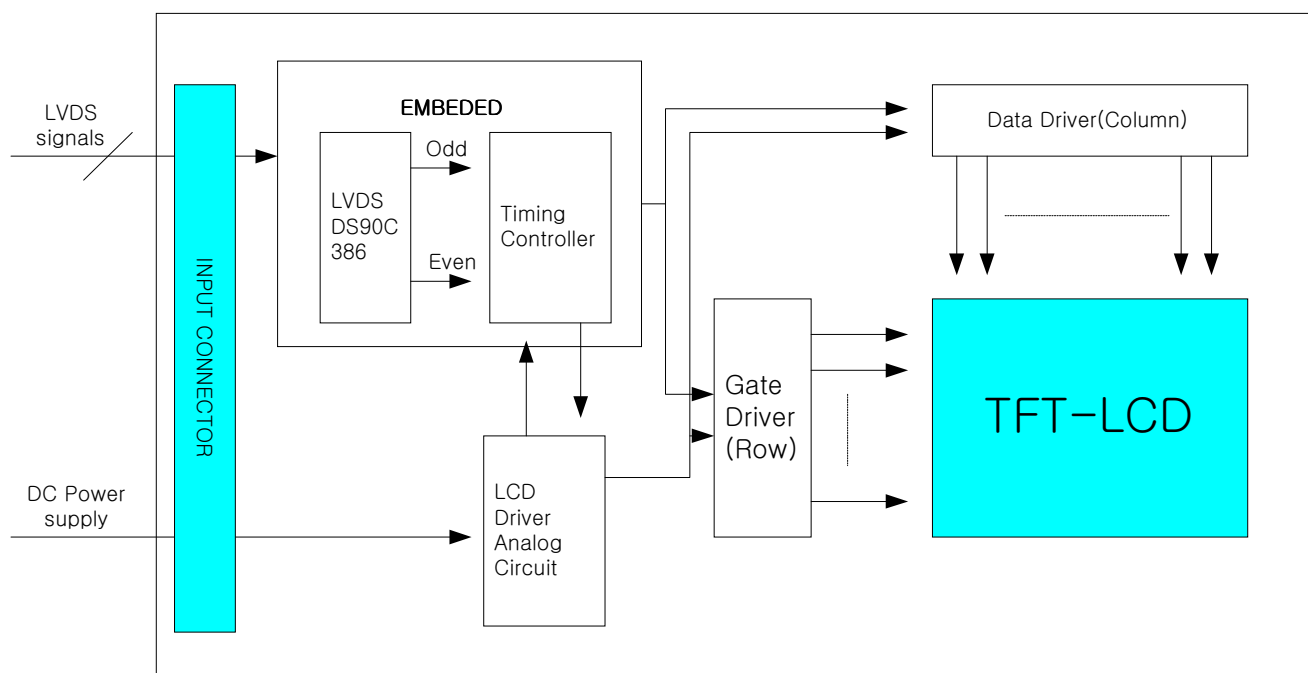 LVDS
signals
EMBEDED
Data Driver(Column)
Odd
LVDS
DS90C
386
Timing
Controller
Even
INPUT CONNECTOR
Gate
Driver
(Row)
TFT-LCD
DC Power
supply
LCD
Driver
Analog
Circuit